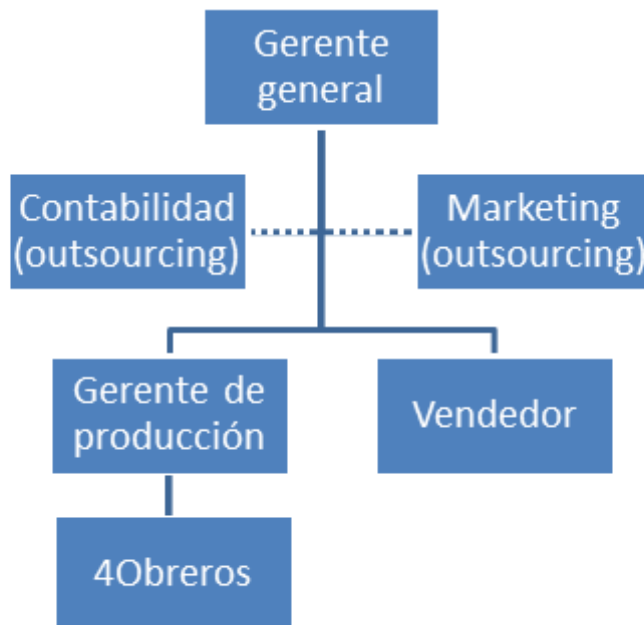 Gerente
general
Contabilidad
(outsourcing)
Marketing
(outsourcing)
Gerente de
producción
Vendedor
4Obreros